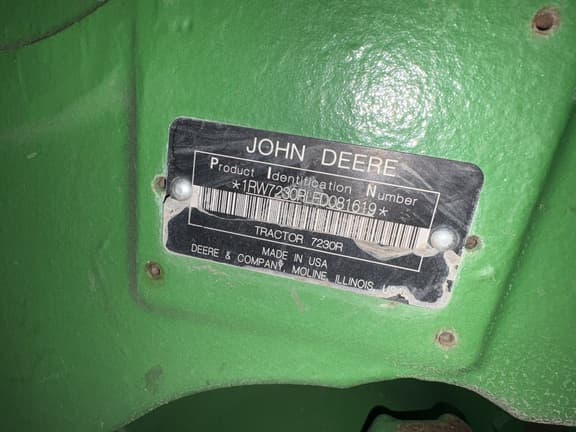 JOHN DEERE
Product Identification Number
*1RW7230RLED081619*
TRACTOR 7230R
MADE IN USA
DEERE & COMPANY, MOLINE, ILLINOIS,